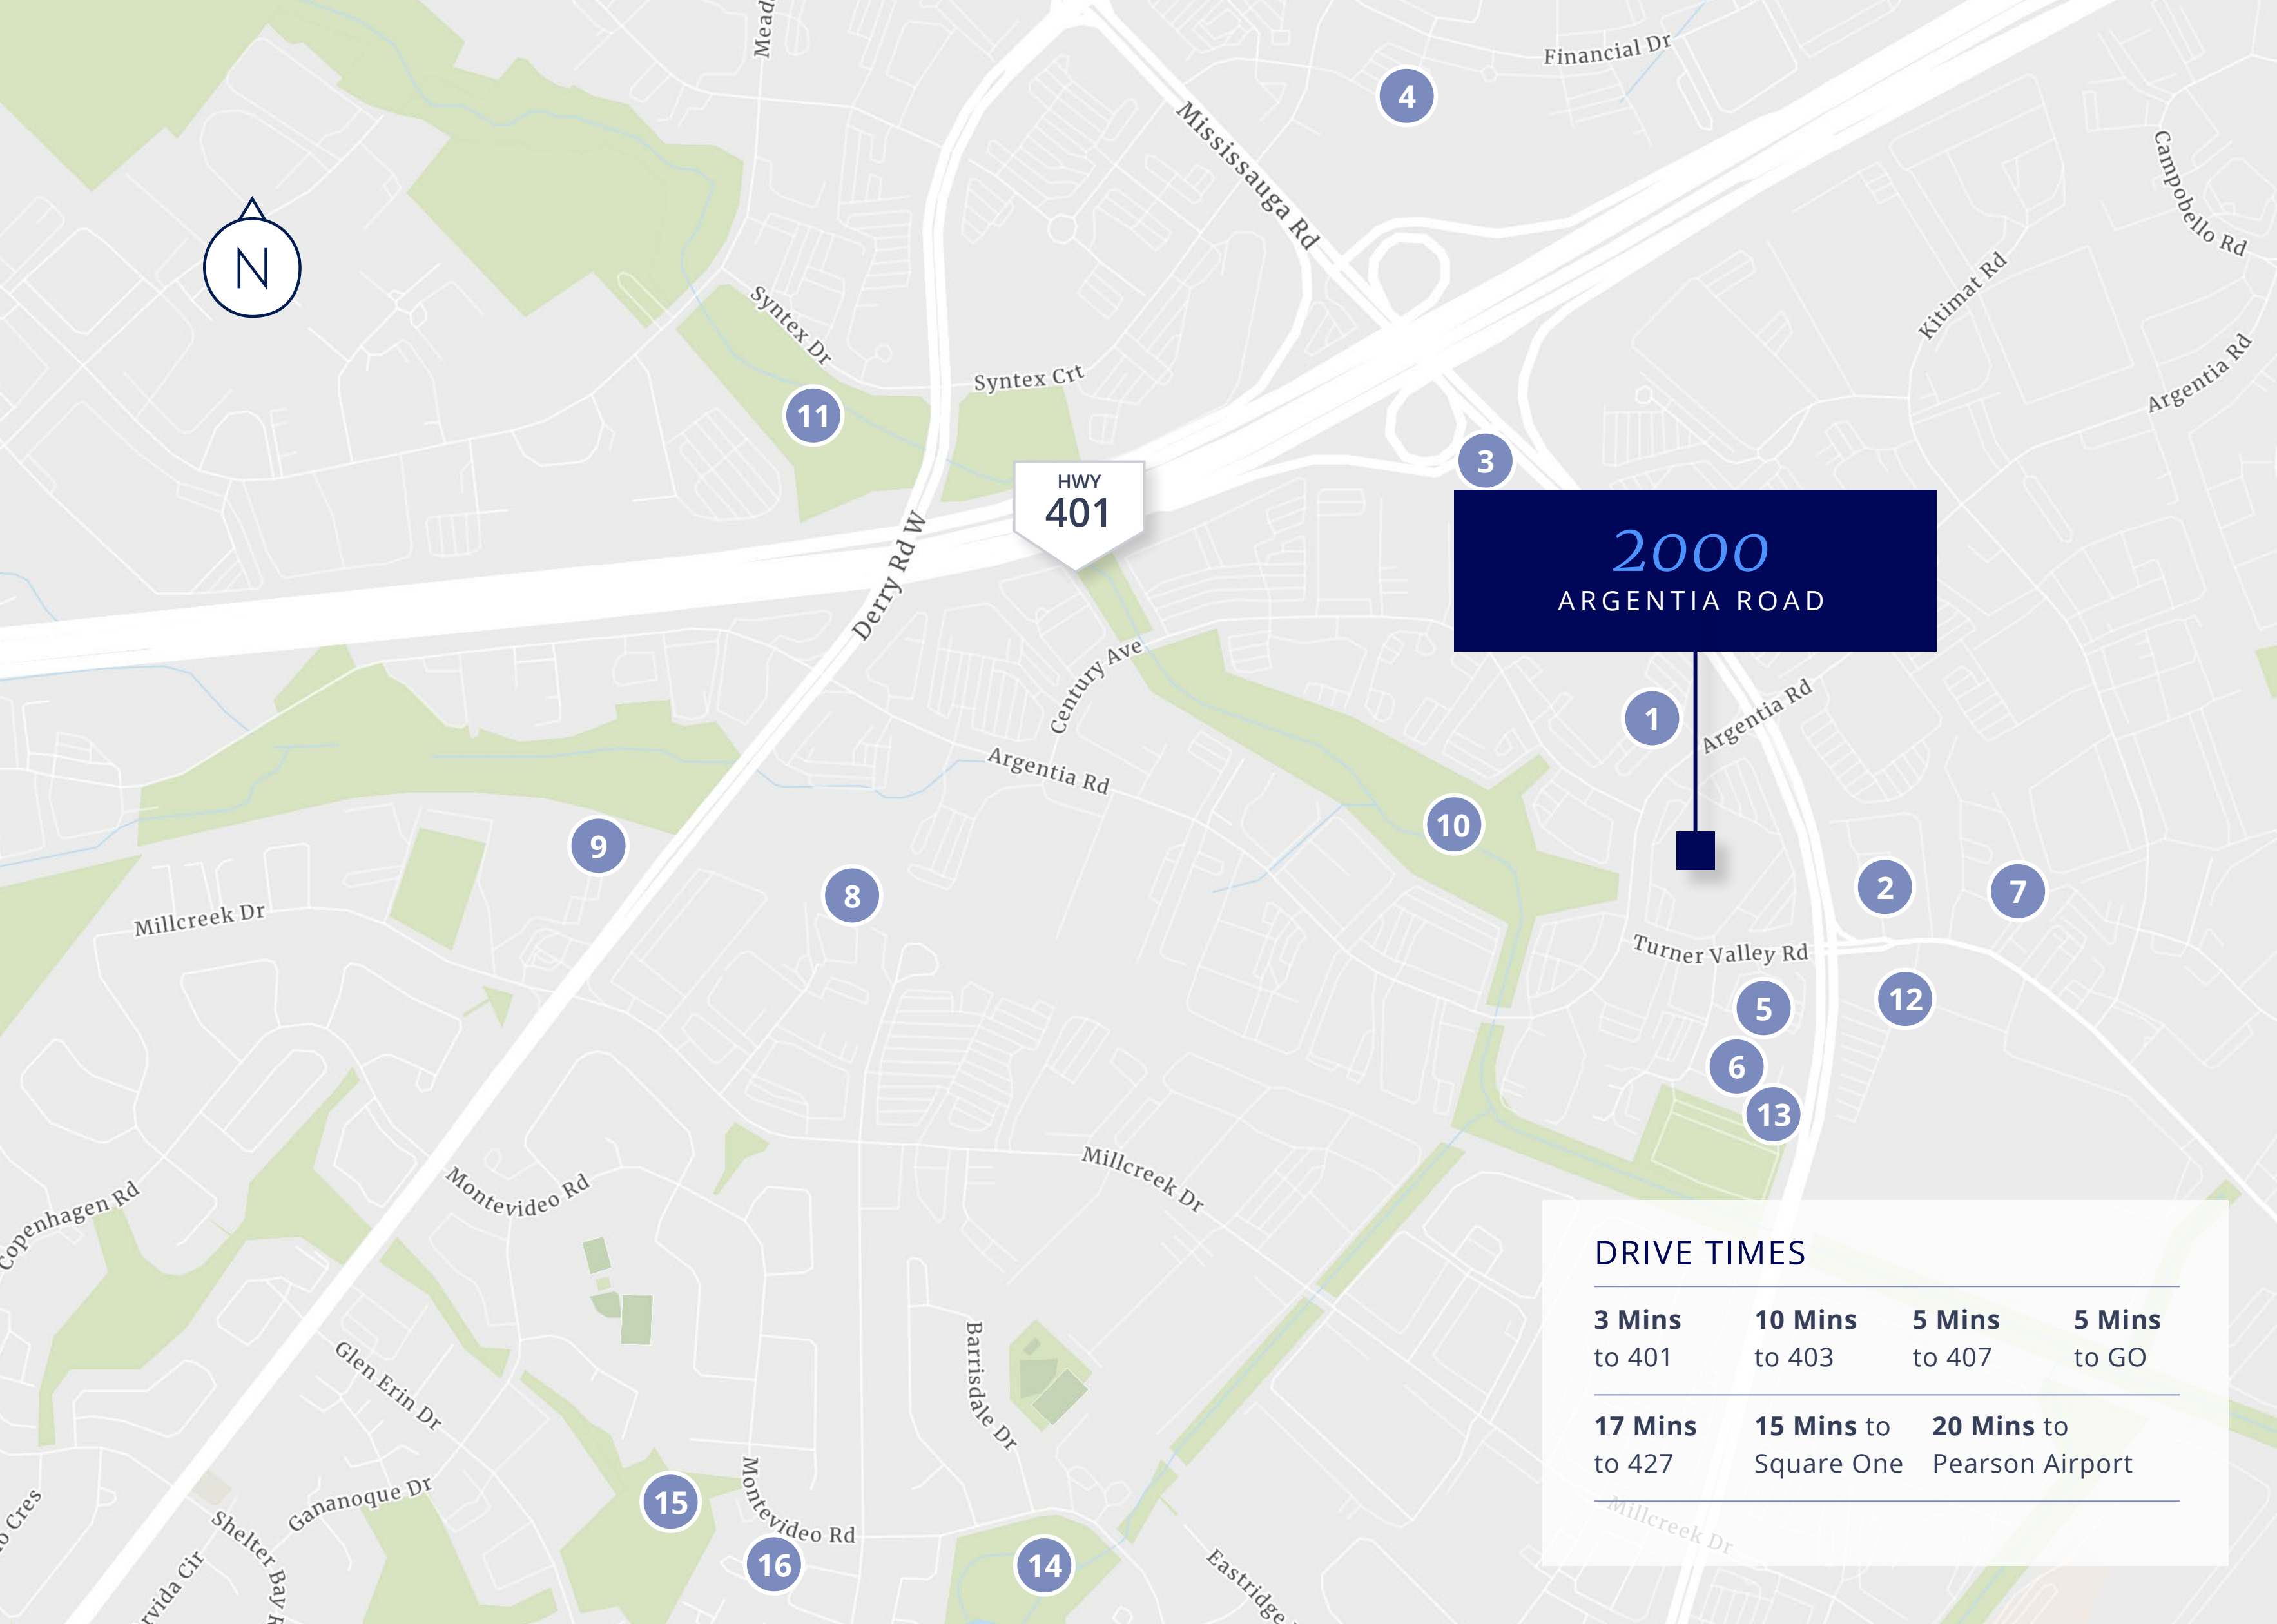 Mead
Financial Dr
4
Mississauga Rd
Campobello Rd
N
Kitimat Rd
Syntex Dr
Argentia Rd
Syntex Crt
11
3
HWY
401
Derry Rd W
2000
ARGENTIA ROAD
Century Ave
1
Argentia Rd
Argentia Rd
10
9
8
2
7
Millcreek Dr
Turner Valley Rd
5
12
6
13
Millcreek Dr
Montevideo Rd
Copenhagen Rd
DRIVE TIMES
3 Mins
to 401
10 Mins
to 403
5 Mins
to 407
5 Mins
to GO
17 Mins
to 427
15 Mins to
Square One
20 Mins to
Pearson Airport
Millcreek Dr
Glen Erin Dr
Barrisdale Dr
Gananoque Dr
15
Montevideo Rd
16
14
o Cres
Shelter Bay R
rvida Cir
Eastridge